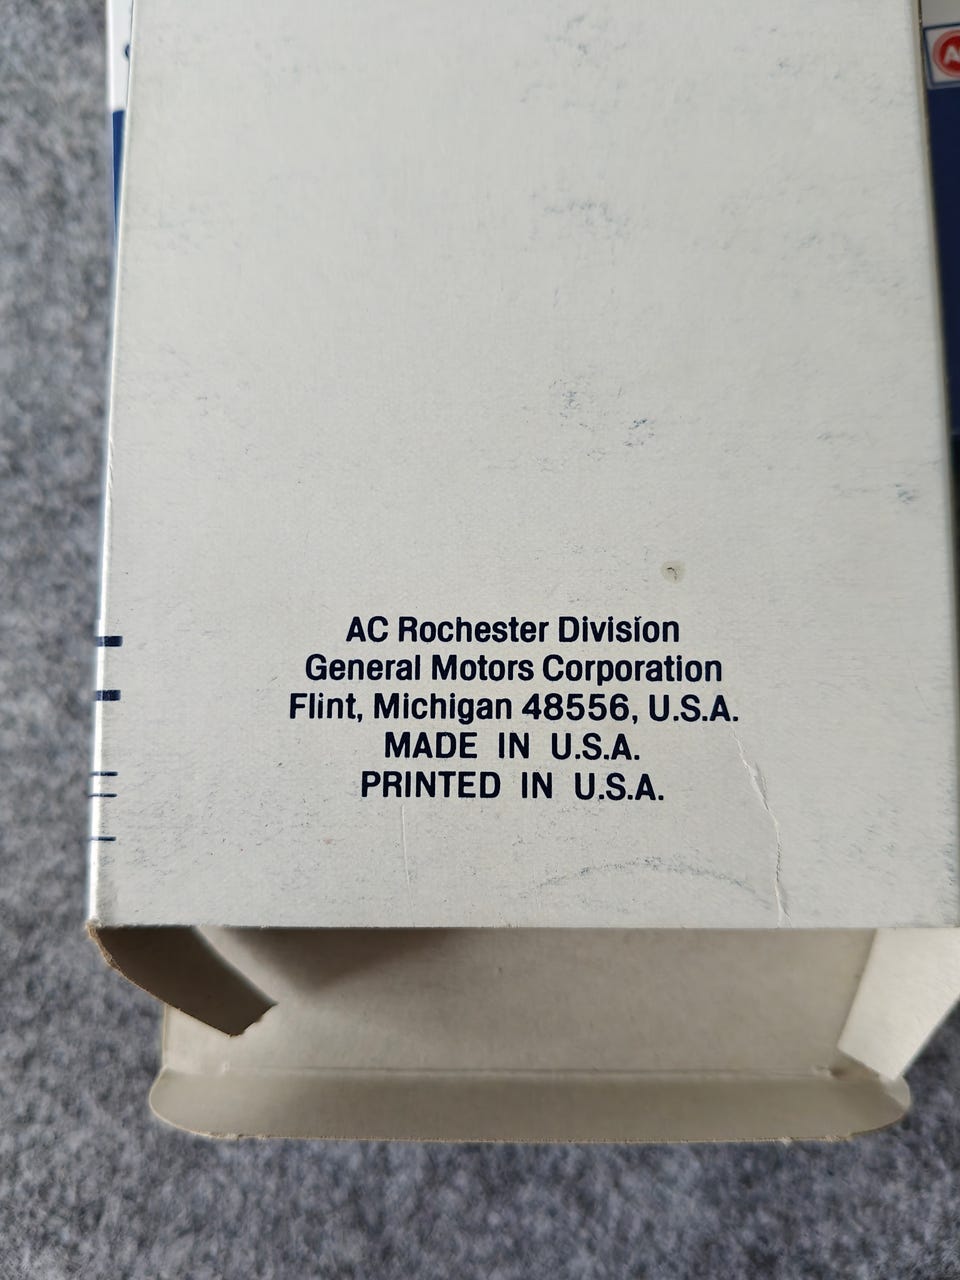 AC Rochester Division
General Motors Corporation
Flint, Michigan 48556, U.S.A.
MADE IN U.S.A.
PRINTED IN U.S.A.